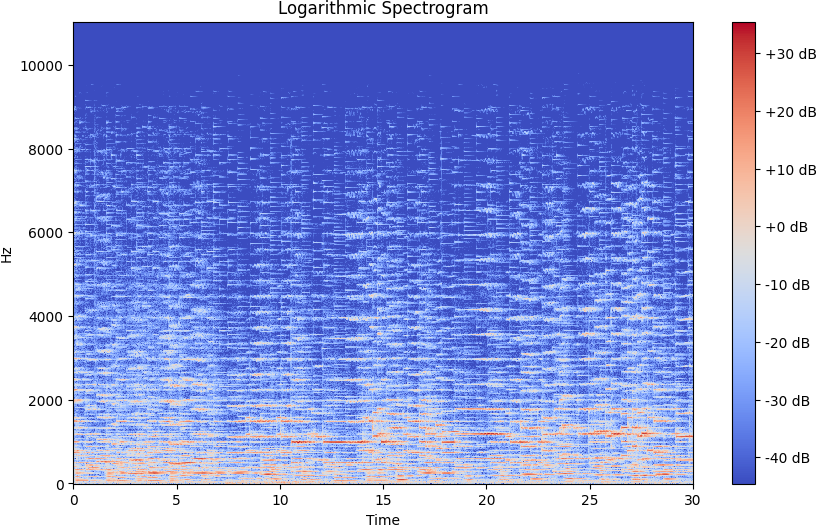 Logarithmic Spectrogram
10000
8000
6000
4000
2000
0
Hz
0 5 10 15 20 25 30
Time
+30 dB
+20 dB
+10 dB
+0 dB
-10 dB
-20 dB
-30 dB
-40 dB